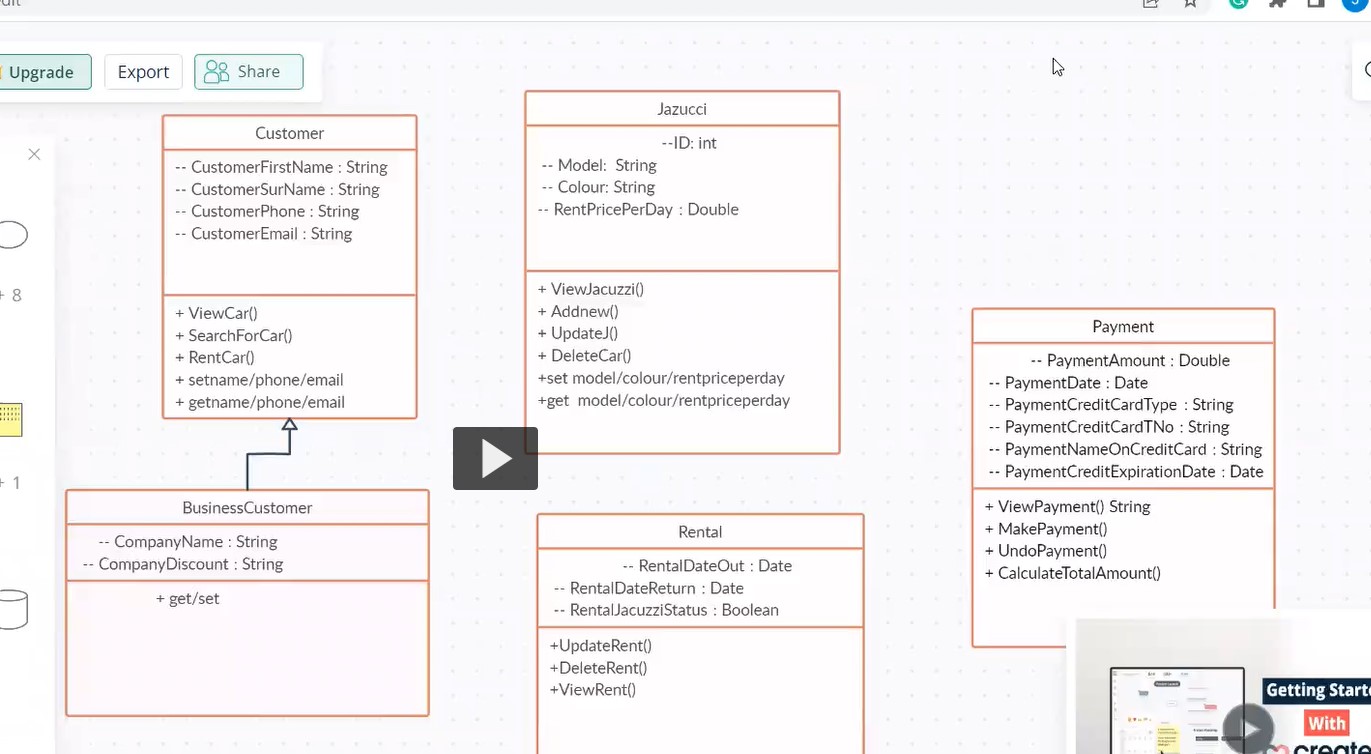 Upgrade
Export
Share
Customer
-- CustomerFirstName : String
-- CustomerSurName : String
-- CustomerPhone : String
-- CustomerEmail : String
+ ViewCar()
+ SearchForCar()
+ RentCar()
+ setname/phone/email
+ getname/phone/email
BusinessCustomer
-- CompanyName : String
-- CompanyDiscount : String
+ get/set
Jazucci
--ID: int
-- Model: String
-- Colour: String
-- RentPricePerDay : Double
+ ViewJacuzzi()
+ Addnew()
+ UpdateJ()
+ DeleteCar()
+set model/colour/rentpriceperday
+get model/colour/rentpriceperday
Rental
-- RentalDateOut : Date
-- RentalDateReturn : Date
-- RentalJacuzziStatus : Boolean
+UpdateRent()
+DeleteRent()
+ViewRent()
Payment
-- PaymentAmount : Double
-- PaymentDate : Date
-- PaymentCreditCardType : String
-- PaymentCreditCardTNo : String
-- PaymentNameOnCreditCard : String
-- PaymentCreditExpirationDate : Date
+ ViewPayment() String
+ MakePayment()
+ UndoPayment()
+ CalculateTotalAmount()
+ 8
+ 1
Getting
With